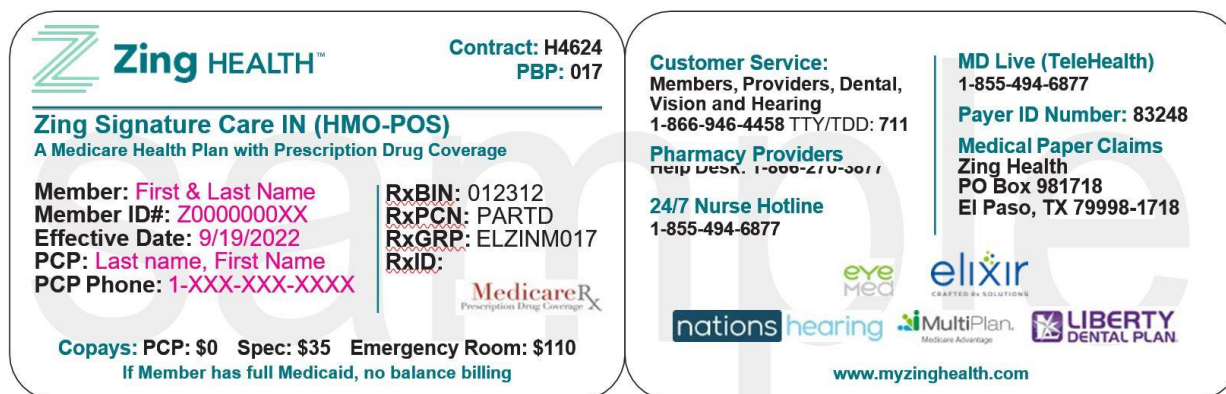 Zing HEALTH™
Contract: H4624
PBP: 017
Zing Signature Care IN (HMO-POS)
A Medicare Health Plan with Prescription Drug Coverage
Member: First & Last Name
Member ID#: Z0000000XX
Effective Date: 9/19/2022
PCP: Last name, First Name
PCP Phone: 1-XXX-XXX-XXXX
RxBIN: 012312
RxPCN: PARTD
RxGRP: ELZINM017
RxID:
MedicareRx
Prescription Drug Coverage
Copays: PCP: $0 Spec: $35 Emergency Room: $110
If Member has full Medicaid, no balance billing
Customer Service:
Members, Providers, Dental,
Vision and Hearing
1-866-946-4458 TTY/TDD: 711
Pharmacy Providers
Help Desk: 1-866-270-3877
24/7 Nurse Hotline
1-855-494-6877
MD Live (TeleHealth)
1-855-494-6877
Payer ID Number: 83248
Medical Paper Claims
Zing Health
PO Box 981718
El Paso, TX 79998-1718
eye
Med
elixir
CRAFTED Rx SOLUTIONS
nations hearing
MultiPlan.
Medicare Advantage
LIBERTY
DENTAL PLAN.
www.myzinghealth.com
sample